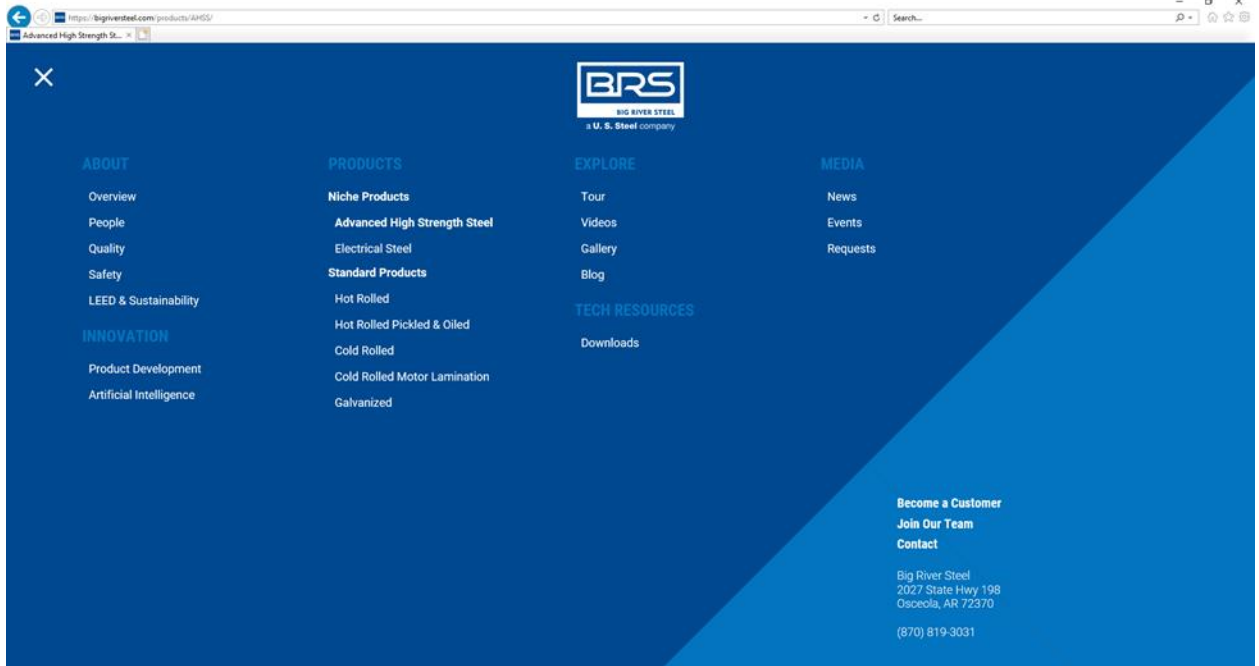 https://bigriversteel.com/products/AHSS/
Search...
Advanced High Strength St...
BRS
BIG RIVER STEEL
a U. S. Steel company
ABOUT
Overview
People
Quality
Safety
LEED & Sustainability
INNOVATION
Product Development
Artificial Intelligence
PRODUCTS
Niche Products
Advanced High Strength Steel
Electrical Steel
Standard Products
Hot Rolled
Hot Rolled Pickled & Oiled
Cold Rolled
Cold Rolled Motor Lamination
Galvanized
EXPLORE
Tour
Videos
Gallery
Blog
TECH RESOURCES
Downloads
MEDIA
News
Events
Requests
Become a Customer
Join Our Team
Contact
Big River Steel
2027 State Hwy 198
Osceola, AR 72370
(870) 819-3031